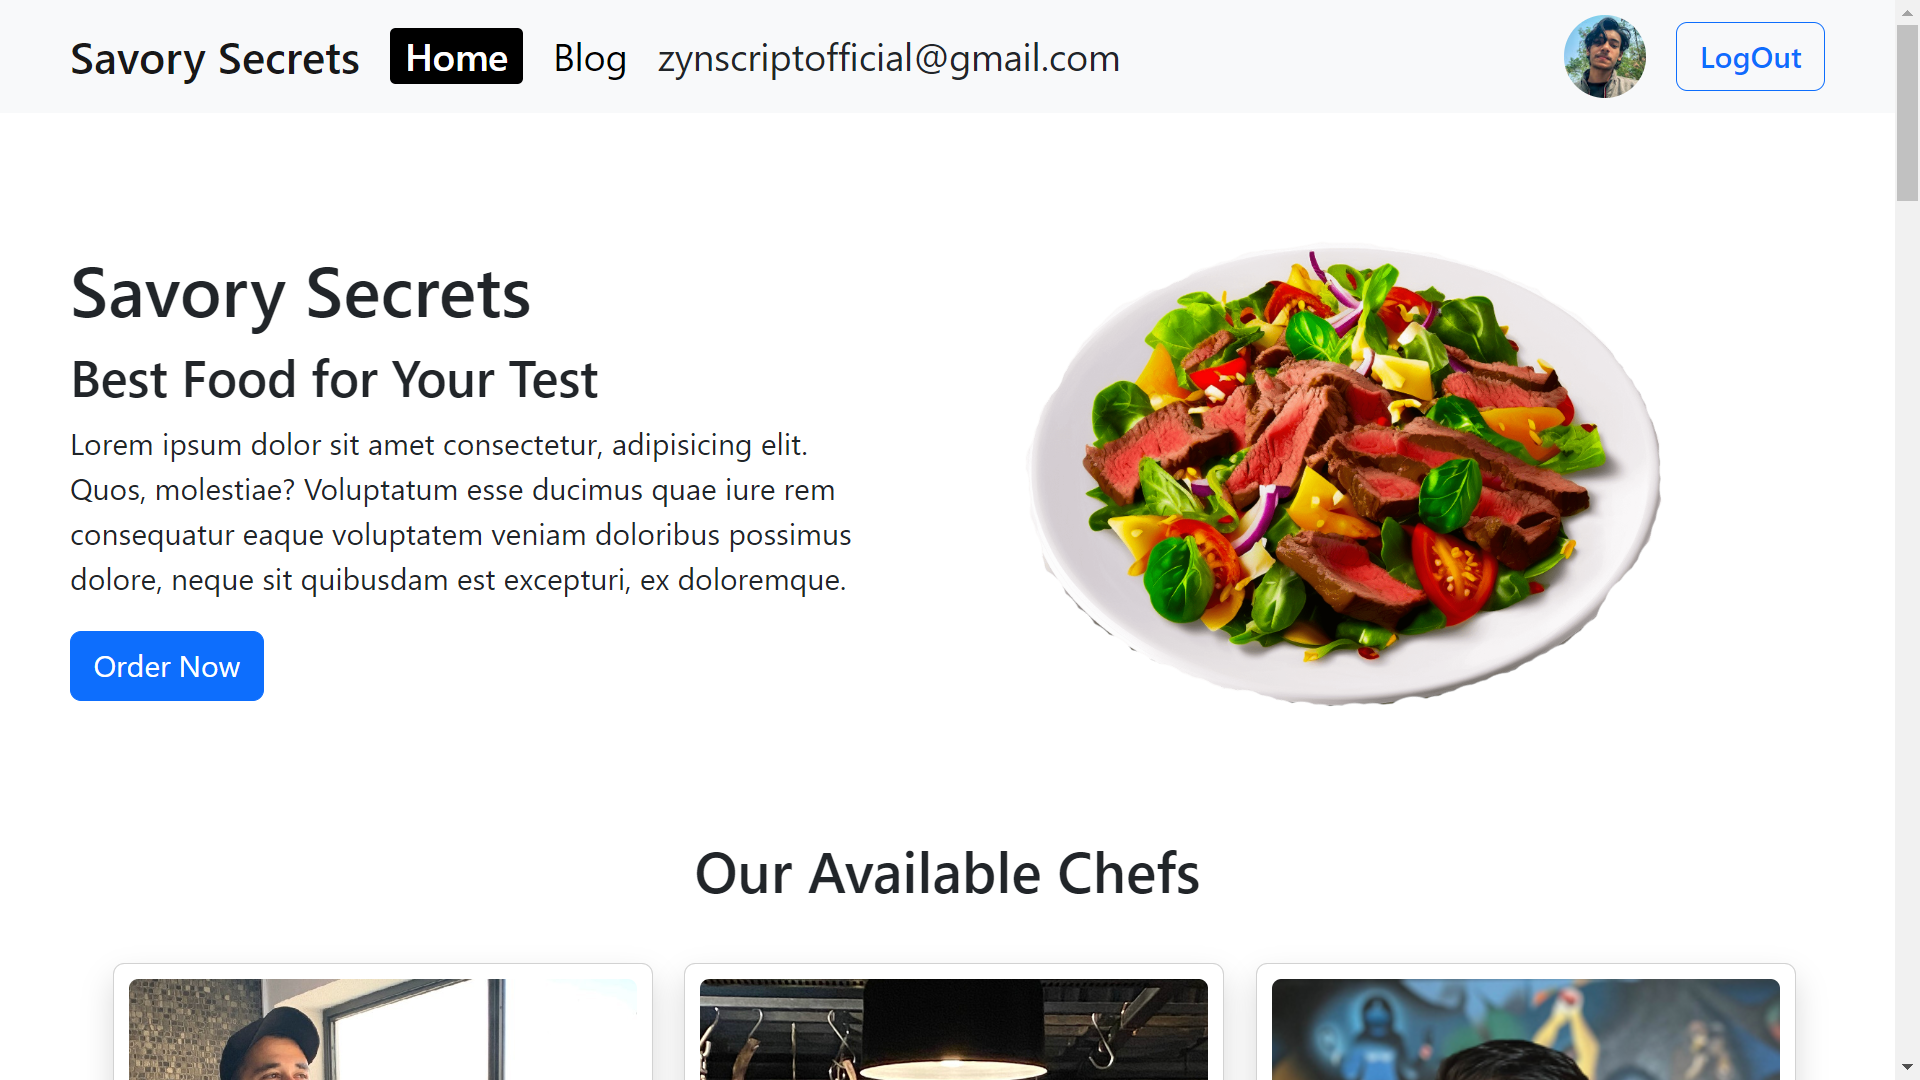 Savory Secrets Home Blog zynscriptofficial@gmail.com LogOut
Savory Secrets
Best Food for Your Test
Lorem ipsum dolor sit amet consectetur, adipisicing elit.
Quos, molestiae? Voluptatum esse ducimus quae iure rem
consequatur eaque voluptatem veniam doloribus possimus
dolore, neque sit quibusdam est excepturi, ex doloremque.
Order Now
Our Available Chefs